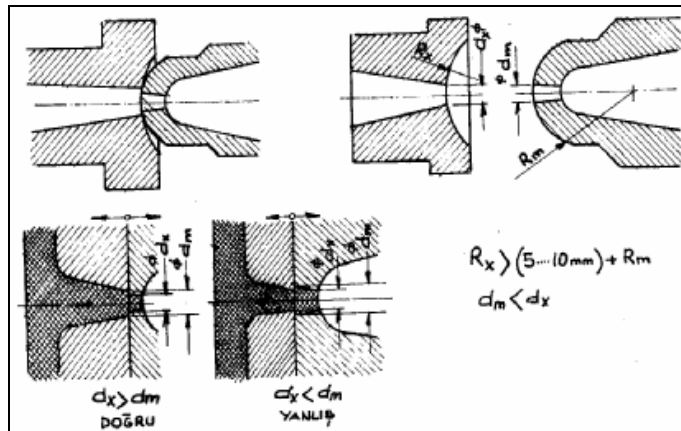 Rx
φ dx
φ dm
Rm
φ dx
φ dm
φ dx
φ dm
Rx > (5....10mm) + Rm
dm < dx
dx > dm
DOĞRU
dx < dm
YANLIŞ